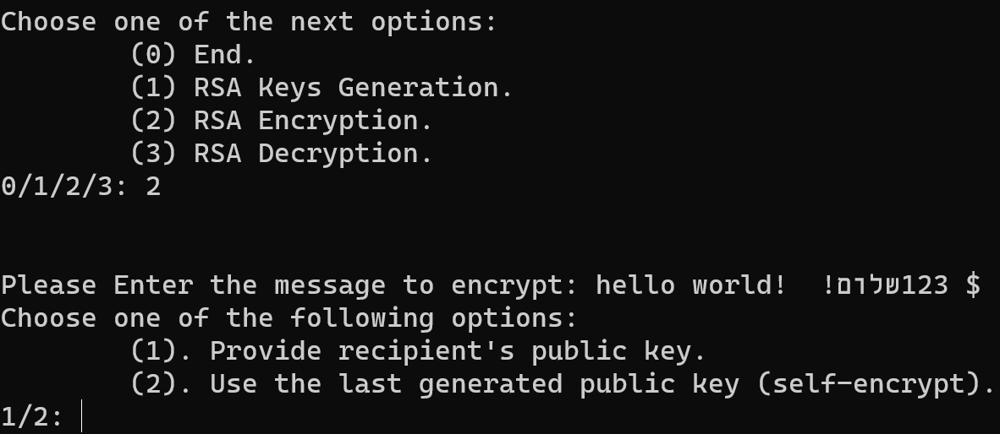 Choose one of the next options:
(0) End.
(1) RSA Keys Generation.
(2) RSA Encryption.
(3) RSA Decryption.
0/1/2/3: 2
Please Enter the message to encrypt: hello world!  !שלום123 $
Choose one of the following options:
(1). Provide recipient's public key.
(2). Use the last generated public key (self-encrypt).
1/2: